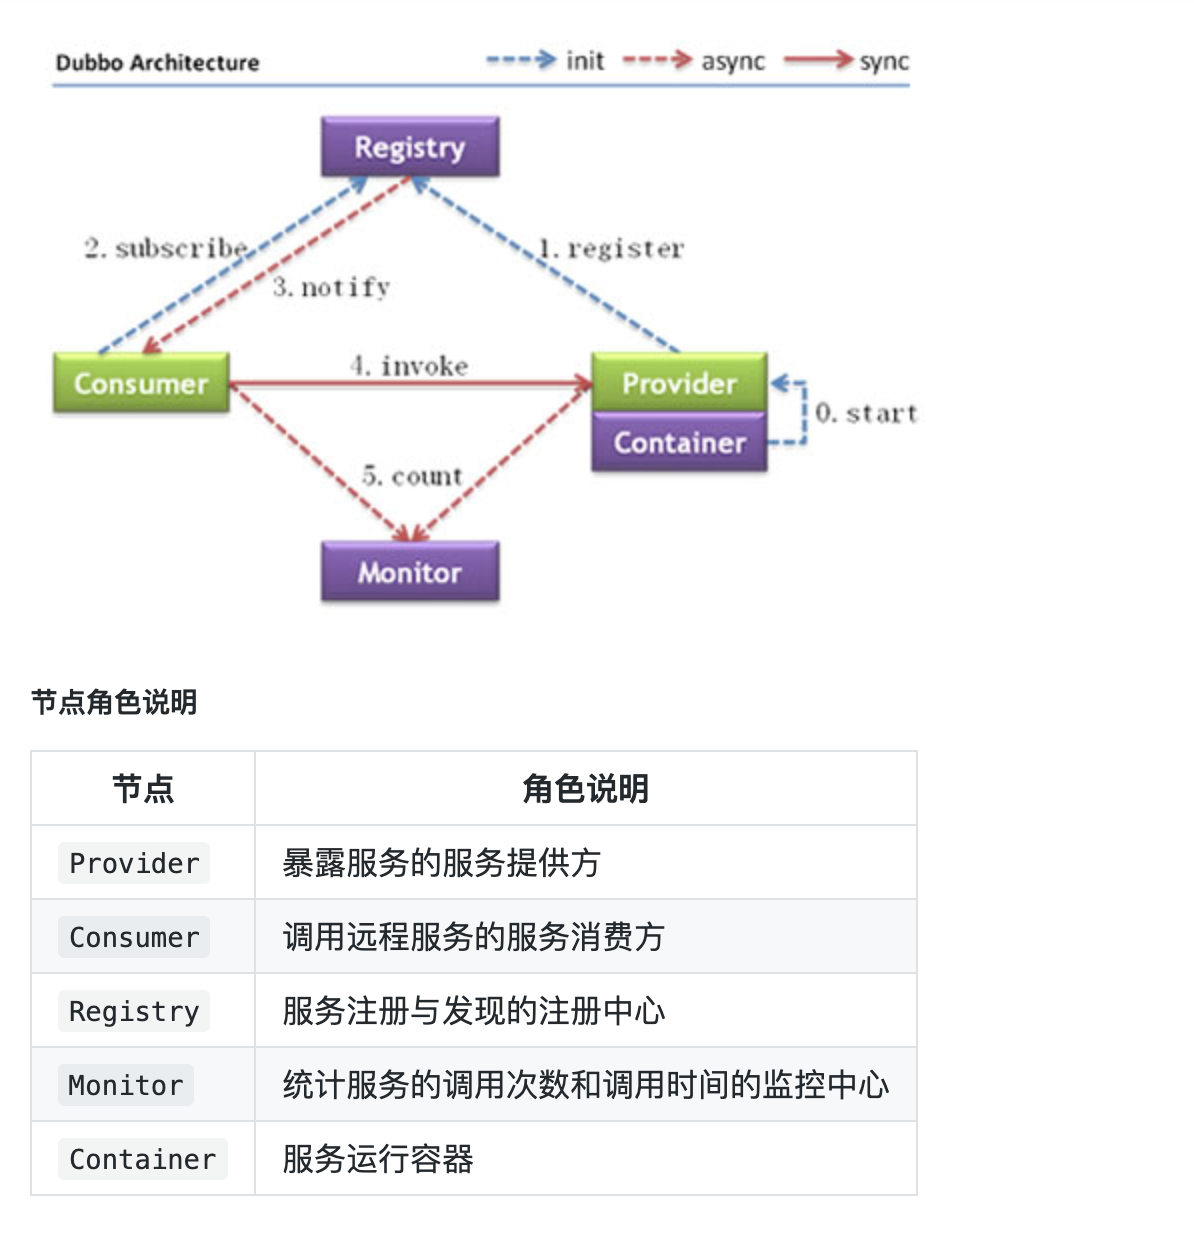 Dubbo Architecture
init
async
sync
Registry
2. subscribe
1. register
3. notify
4. invoke
Consumer
Provider
0. start
Container
5. count
Monitor
节点角色说明
节点 角色说明
Provider 暴露服务的服务提供方
Consumer 调用远程服务的服务消费方
Registry 服务注册与发现的注册中心
Monitor 统计服务的调用次数和调用时间的监控中心
Container 服务运行容器